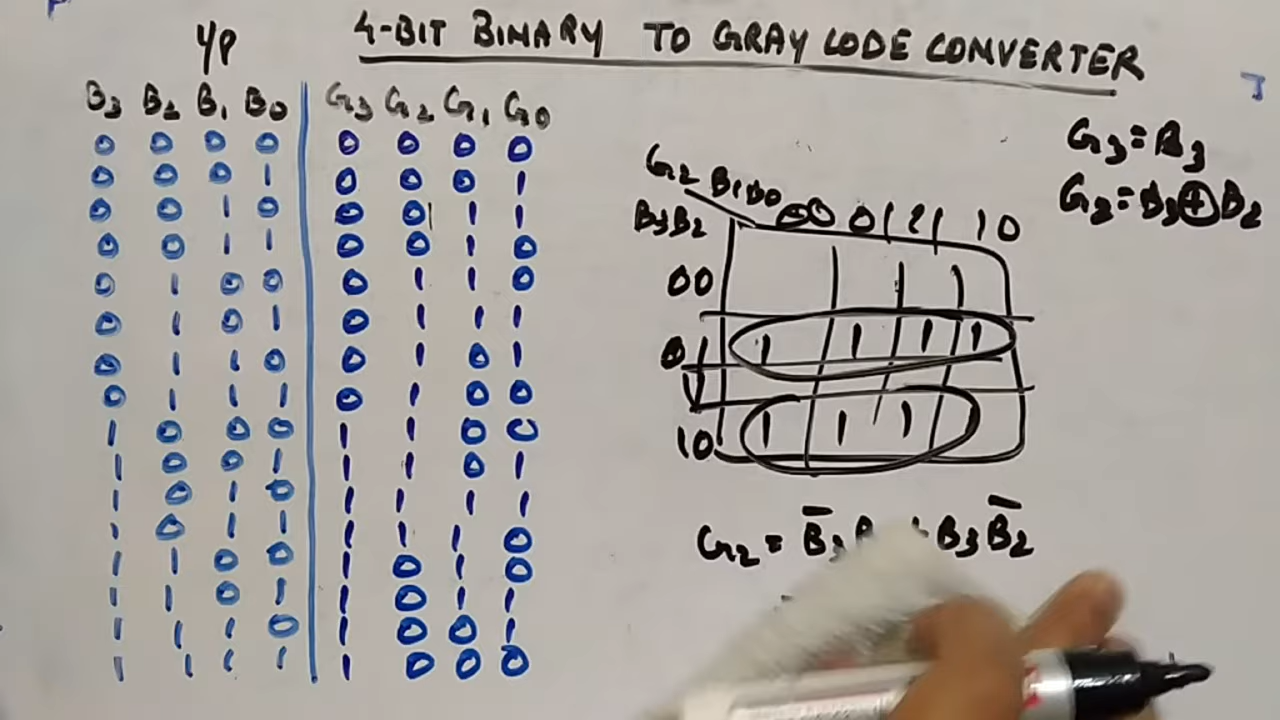 4-BIT BINARY TO GRAY CODE CONVERTER
I/P
B3 B2 B1 B0 G3 G2 G1 G0
0 0 0 0 0 0 0 0
0 0 0 1 0 0 0 1
0 0 1 0 0 0 1 1
0 0 1 1 0 0 1 0
0 1 0 0 0 1 1 0
0 1 0 1 0 1 1 1
0 1 1 0 0 1 0 1
0 1 1 1 0 1 0 0
1 0 0 0 1 1 0 0
1 0 0 1 1 1 0 1
1 0 1 0 1 1 1 1
1 0 1 1 1 1 1 0
1 1 0 0 1 0 1 0
1 1 0 1 1 0 1 1
1 1 1 0 1 0 0 1
1 1 1 1 1 0 0 0
G3 = B3
G2 = B3 ⊕ B2
G2 B1B0
B3B2 00 01 11 10
00
01 1 1 1 1
11
10 1 1 1
G2 = B̅3 B + B3 B̅2